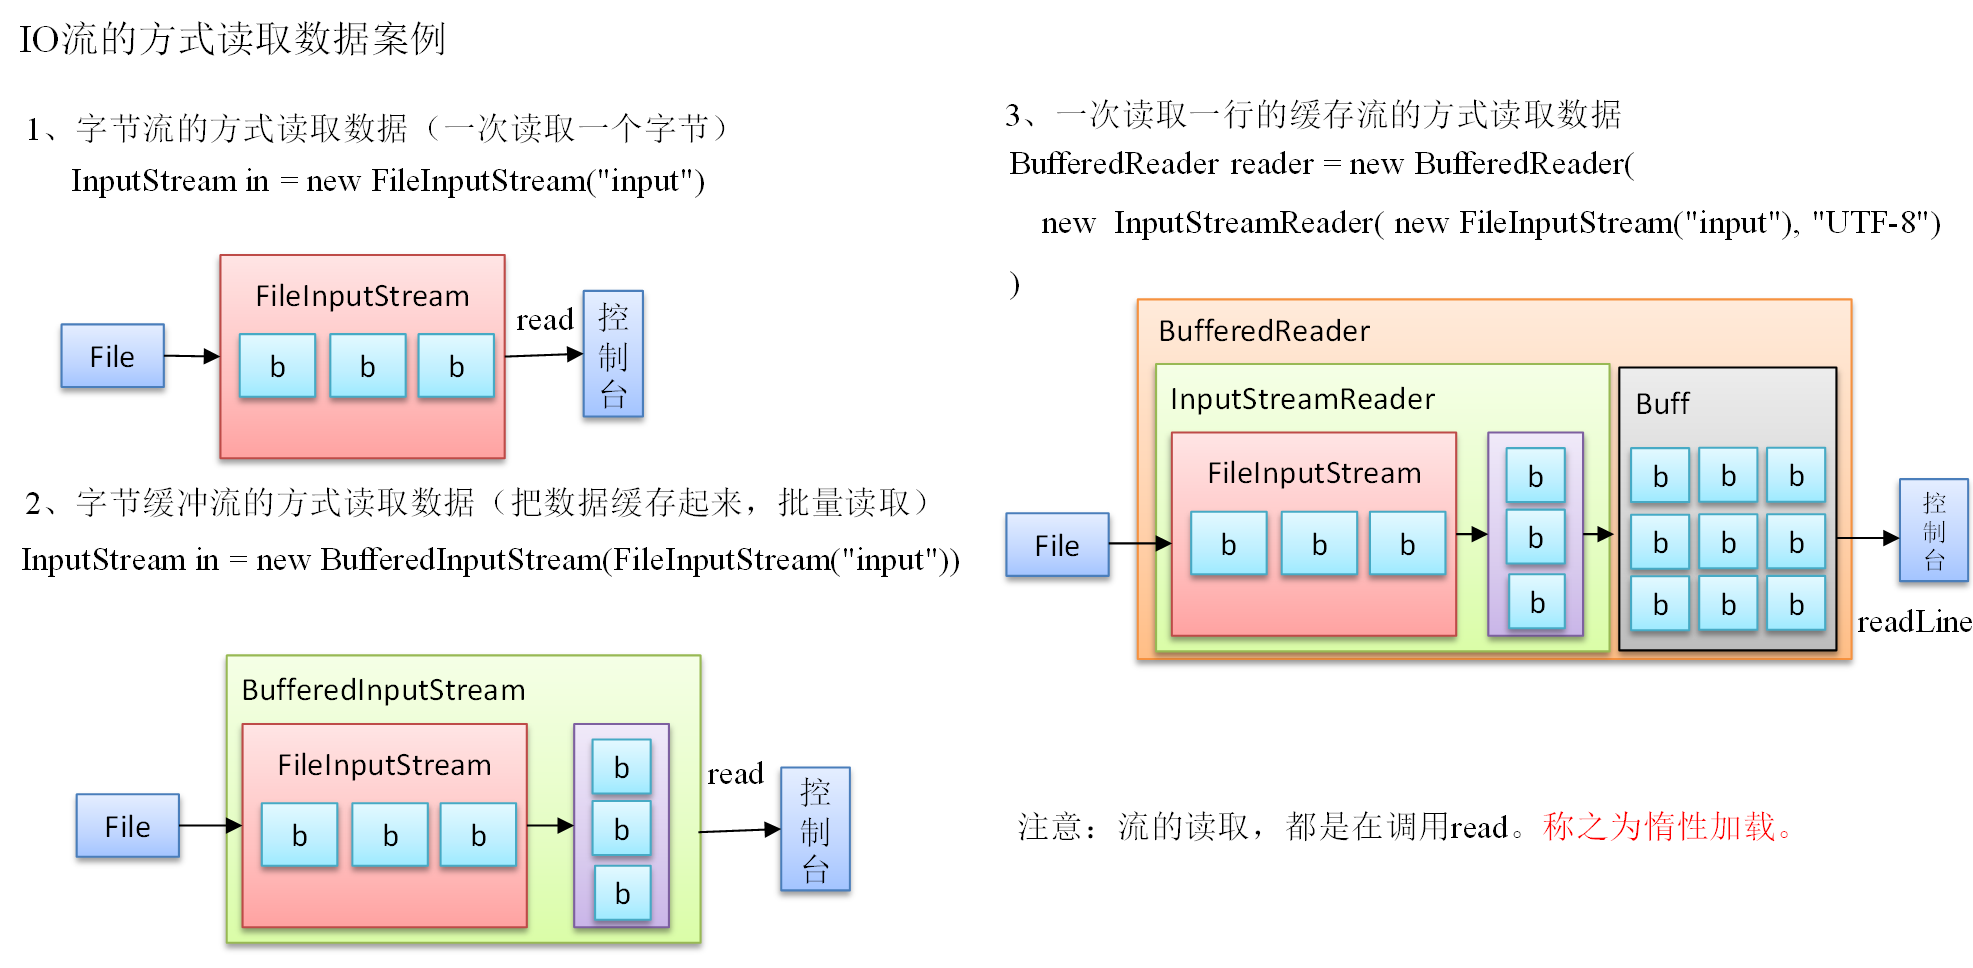 IO流的方式读取数据案例
1、字节流的方式读取数据（一次读取一个字节）
InputStream in = new FileInputStream("input")
FileInputStream
File
b b b
read
控
制
台
2、字节缓冲流的方式读取数据（把数据缓存起来，批量读取）
InputStream in = new BufferedInputStream(FileInputStream("input"))
BufferedInputStream
FileInputStream
File
b b b
b
b
b
read
控
制
台
3、一次读取一行的缓存流的方式读取数据
BufferedReader reader = new BufferedReader(
new InputStreamReader( new FileInputStream("input"), "UTF-8")
)
BufferedReader
InputStreamReader
FileInputStream
File
b b b
b
b
b
Buff
b b b
b b b
b b b
控
制
台
readLine
注意：流的读取，都是在调用read。称之为惰性加载。